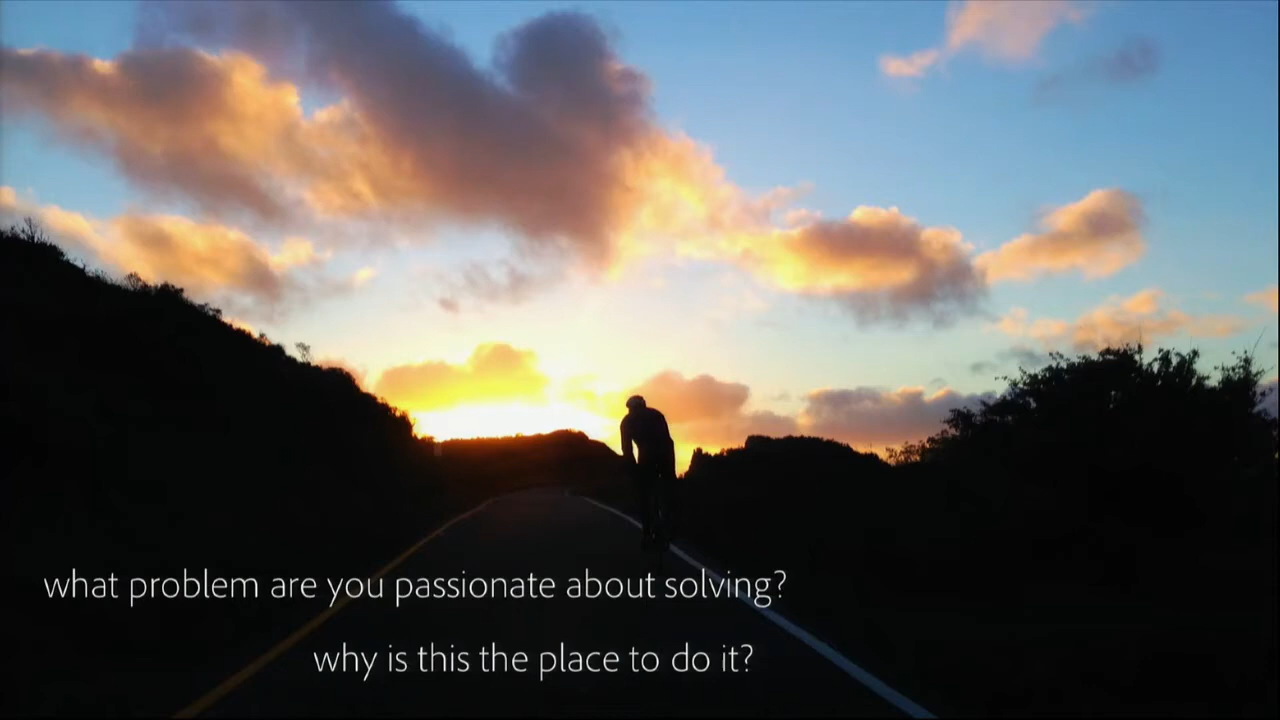 what problem are you passionate about solving?
why is this the place to do it?